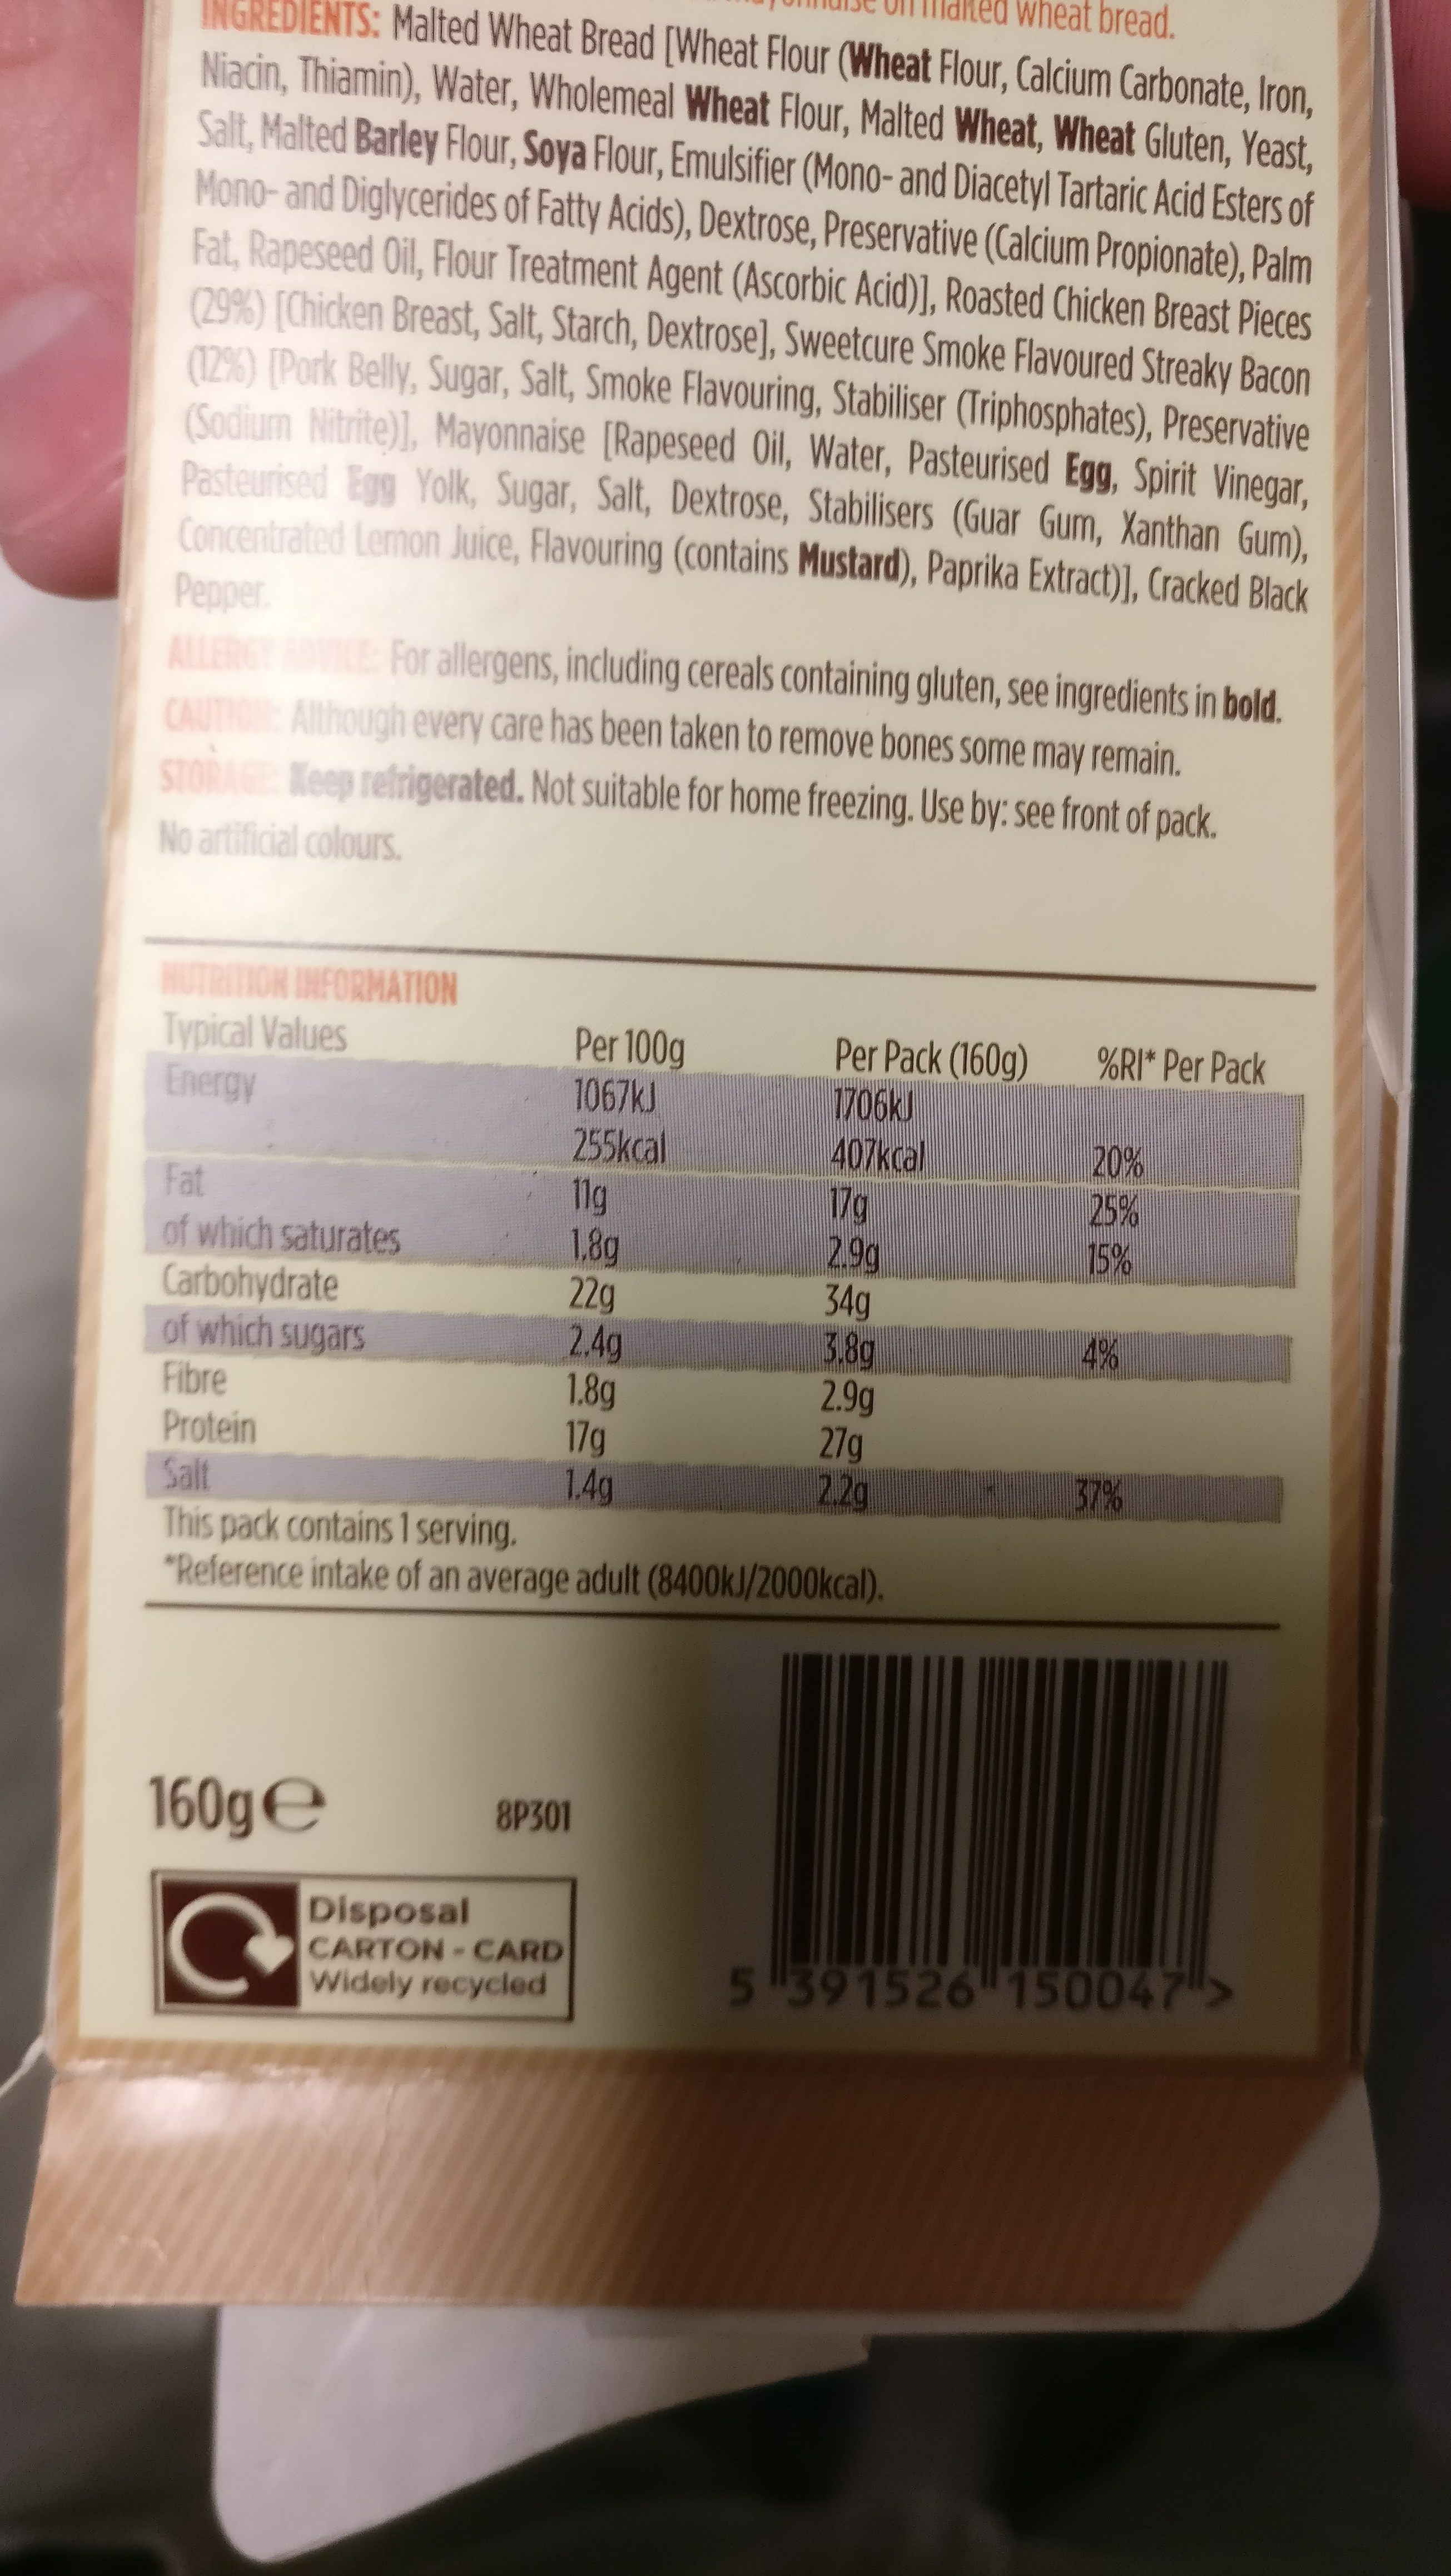 on malted wheat bread.
INGREDIENTS: Malted Wheat Bread [Wheat Flour (Wheat Flour, Calcium Carbonate, Iron,
Niacin, Thiamin), Water, Wholemeal Wheat Flour, Malted Wheat, Wheat Gluten, Yeast,
Salt, Malted Barley Flour, Soya Flour, Emulsifier (Mono- and Diacetyl Tartaric Acid Esters of
Mono- and Diglycerides of Fatty Acids), Dextrose, Preservative (Calcium Propionate), Palm
Fat, Rapeseed Oil, Flour Treatment Agent (Ascorbic Acid)], Roasted Chicken Breast Pieces
(29%) [Chicken Breast, Salt, Starch, Dextrose], Sweetcure Smoke Flavoured Streaky Bacon
(12%) [Pork Belly, Sugar, Salt, Smoke Flavouring, Stabiliser (Triphosphates), Preservative
(Sodium Nitrite)], Mayonnaise [Rapeseed Oil, Water, Pasteurised Egg, Spirit Vinegar,
Pasteurised Egg Yolk, Sugar, Salt, Dextrose, Stabilisers (Guar Gum, Xanthan Gum),
Concentrated Lemon Juice, Flavouring (contains Mustard), Paprika Extract)], Cracked Black
Pepper.
ALLERGY ADVICE: For allergens, including cereals containing gluten, see ingredients in bold.
CAUTION: Although every care has been taken to remove bones some may remain.
STORAGE: Keep refrigerated. Not suitable for home freezing. Use by: see front of pack.
No artificial colours.
NUTRITION INFORMATION
Typical Values Per 100g Per Pack (160g) %RI* Per Pack
Energy 1067kJ 1706kJ
255kcal 407kcal 20%
Fat 11g 17g 25%
of which saturates 1.8g 2.9g 15%
Carbohydrate 22g 34g
of which sugars 2.4g 3.8g 4%
Fibre 1.8g 2.9g
Protein 17g 27g
Salt 1.4g 2.2g 37%
This pack contains 1 serving.
*Reference intake of an average adult (8400kJ/2000kcal).
160g e 8P301
Disposal
CARTON - CARD
Widely recycled
5 391526 150047 >